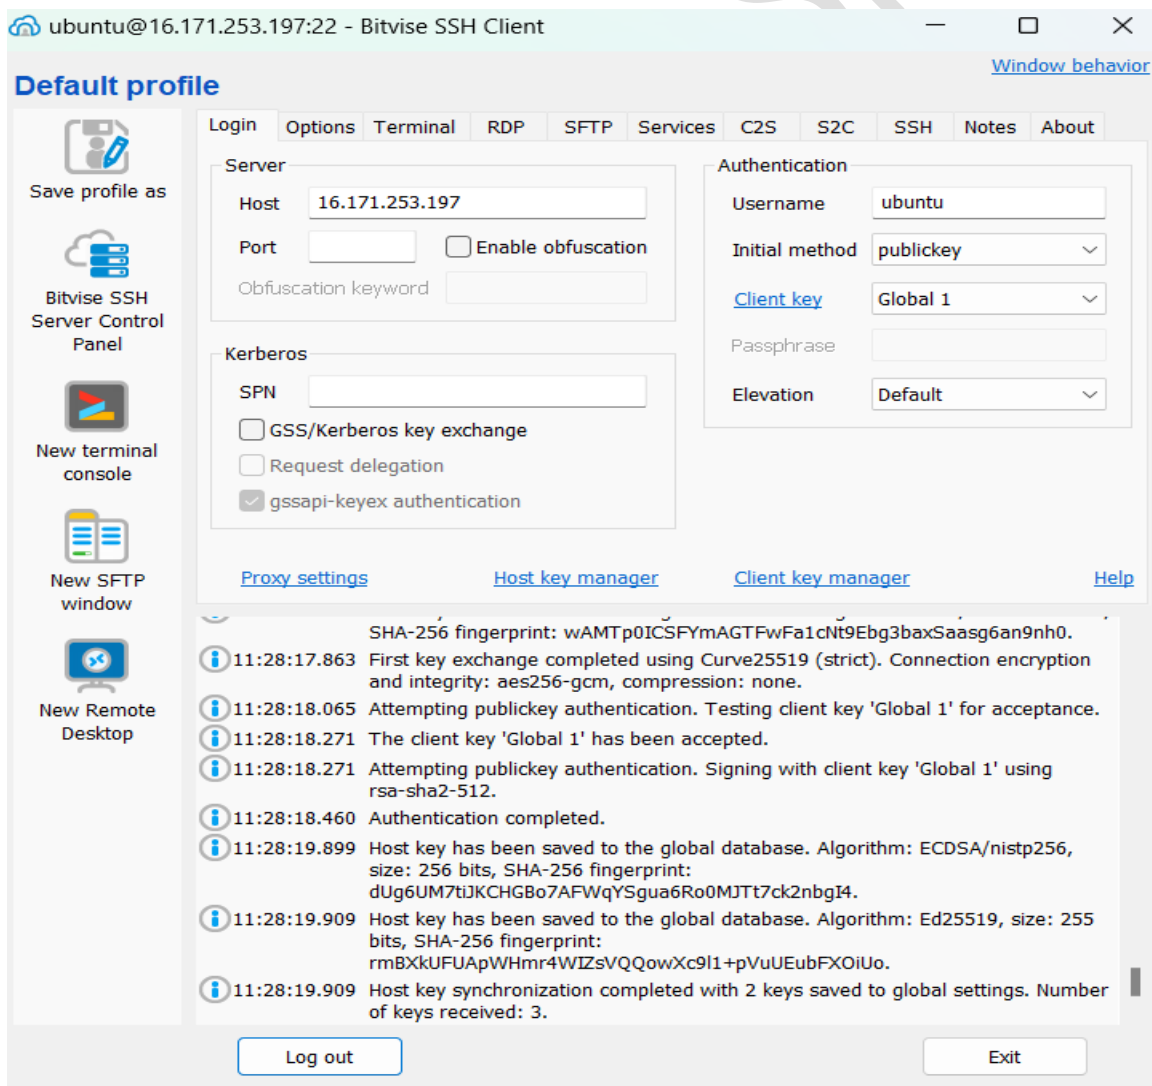 ubuntu@16.171.253.197:22 - Bitvise SSH Client
Window behavior
Default profile
Save profile as
Bitvise SSH
Server Control
Panel
New terminal
console
New SFTP
window
New Remote
Desktop
Login Options Terminal RDP SFTP Services C2S S2C SSH Notes About
Server
Host 16.171.253.197
Port Enable obfuscation
Obfuscation keyword
Kerberos
SPN
GSS/Kerberos key exchange
Request delegation
gssapi-keyex authentication
Authentication
Username ubuntu
Initial method publickey
Client key Global 1
Passphrase
Elevation Default
Proxy settings Host key manager Client key manager Help
SHA-256 fingerprint: wAMTp0ICSFYmAGTFwFa1cNt9Ebg3baxSaasg6an9nh0.
11:28:17.863 First key exchange completed using Curve25519 (strict). Connection encryption
and integrity: aes256-gcm, compression: none.
11:28:18.065 Attempting publickey authentication. Testing client key 'Global 1' for acceptance.
11:28:18.271 The client key 'Global 1' has been accepted.
11:28:18.271 Attempting publickey authentication. Signing with client key 'Global 1' using
rsa-sha2-512.
11:28:18.460 Authentication completed.
11:28:19.899 Host key has been saved to the global database. Algorithm: ECDSA/nistp256,
size: 256 bits, SHA-256 fingerprint:
dUg6UM7tiJKCHGBo7AFWqYSgua6Ro0MJTt7ck2nbgI4.
11:28:19.909 Host key has been saved to the global database. Algorithm: Ed25519, size: 255
bits, SHA-256 fingerprint:
rmBXkUFUApWHmr4WIZsVQQowXc9l1+pVuUEubFXOiUo.
11:28:19.909 Host key synchronization completed with 2 keys saved to global settings. Number
of keys received: 3.
Log out Exit